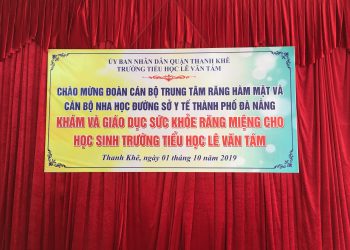 ỦY BAN NHÂN DÂN QUẬN THANH KHÊ
TRƯỜNG TIỂU HỌC LÊ VĂN TÁM
CHÀO MỪNG ĐOÀN CÁN BỘ TRUNG TÂM RĂNG HÀM MẶT VÀ
CÁN BỘ NHA HỌC ĐƯỜNG SỞ Y TẾ THÀNH PHỐ ĐÀ NẴNG
KHÁM VÀ GIÁO DỤC SỨC KHỎE RĂNG MIỆNG CHO
HỌC SINH TRƯỜNG TIỂU HỌC LÊ VĂN TÁM
Thanh Khê, ngày 01 tháng 10 năm 2019